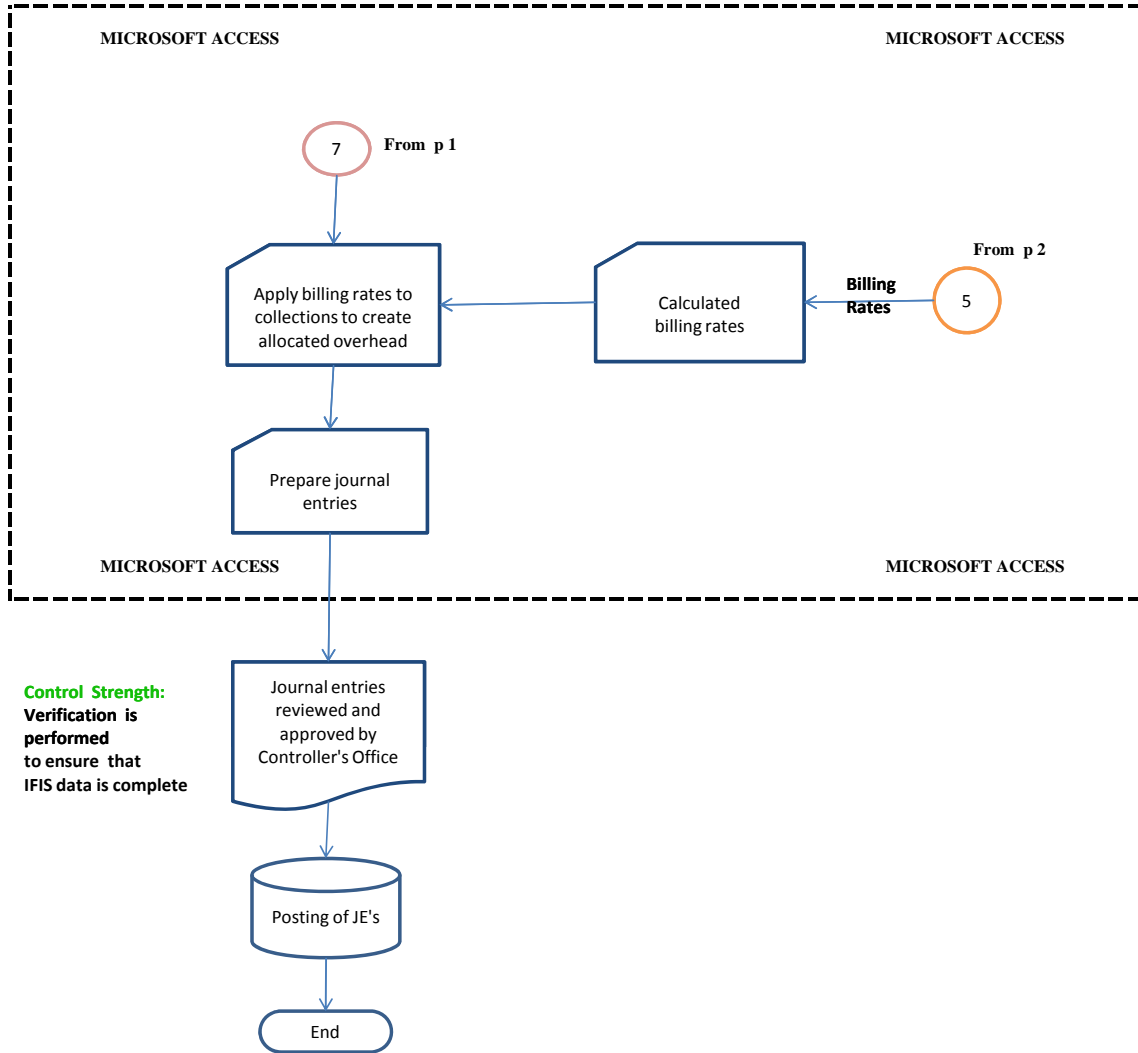 MICROSOFT ACCESS
MICROSOFT ACCESS
7
From p 1
From p 2
Apply billing rates to
collections to create
allocated overhead
Calculated
billing rates
Billing
Rates
5
Prepare journal
entries
MICROSOFT ACCESS
MICROSOFT ACCESS
Control Strength:
Verification is
performed
to ensure that
IFIS data is complete
Journal entries
reviewed and
approved by
Controller's Office
Posting of JE's
End